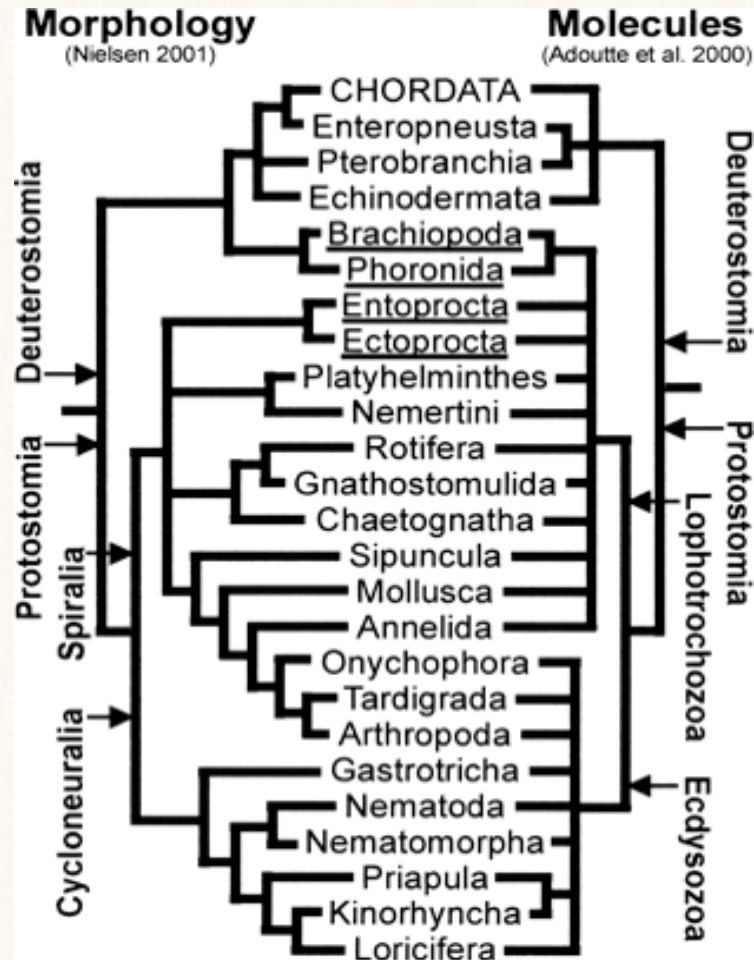 Morphology
(Nielsen 2001)
Molecules
(Adoutte et al. 2000)
CHORDATA
Enteropneusta
Pterobranchia
Echinodermata
Brachiopoda
Phoronida
Entoprocta
Ectoprocta
Platyhelminthes
Nemertini
Rotifera
Gnathostomulida
Chaetognatha
Sipuncula
Mollusca
Annelida
Onychophora
Tardigrada
Arthropoda
Gastrotricha
Nematoda
Nematomorpha
Priapula
Kinorhyncha
Loricifera
Deuterostomia
Protostomia
Spiralia
Cycloneuralia
Deuterostomia
Protostomia
Lophotrochozoa
Ecdysozoa